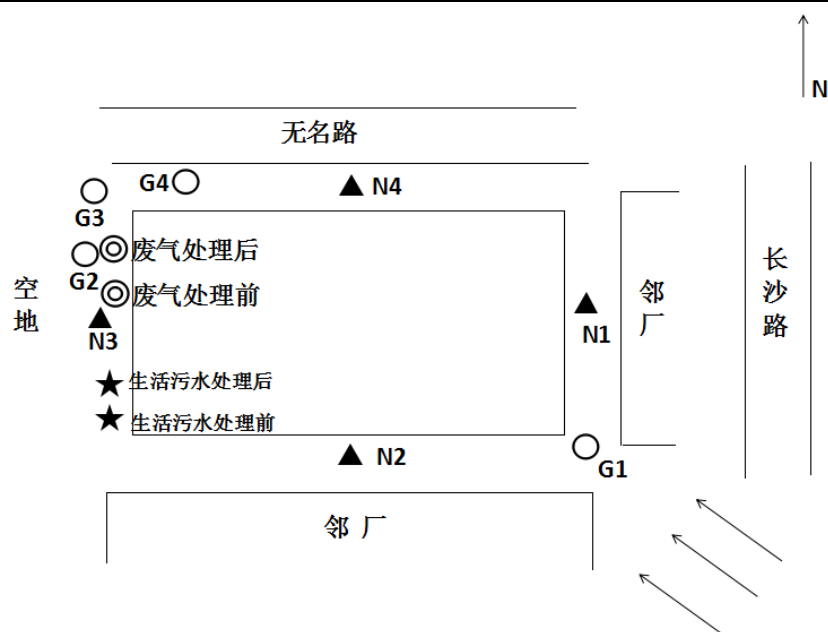 N
无名路
G4
N4
G3
废气处理后
G2
废气处理前
空地
N3
N1
邻厂
长沙路
生活污水处理后
生活污水处理前
N2
G1
邻 厂